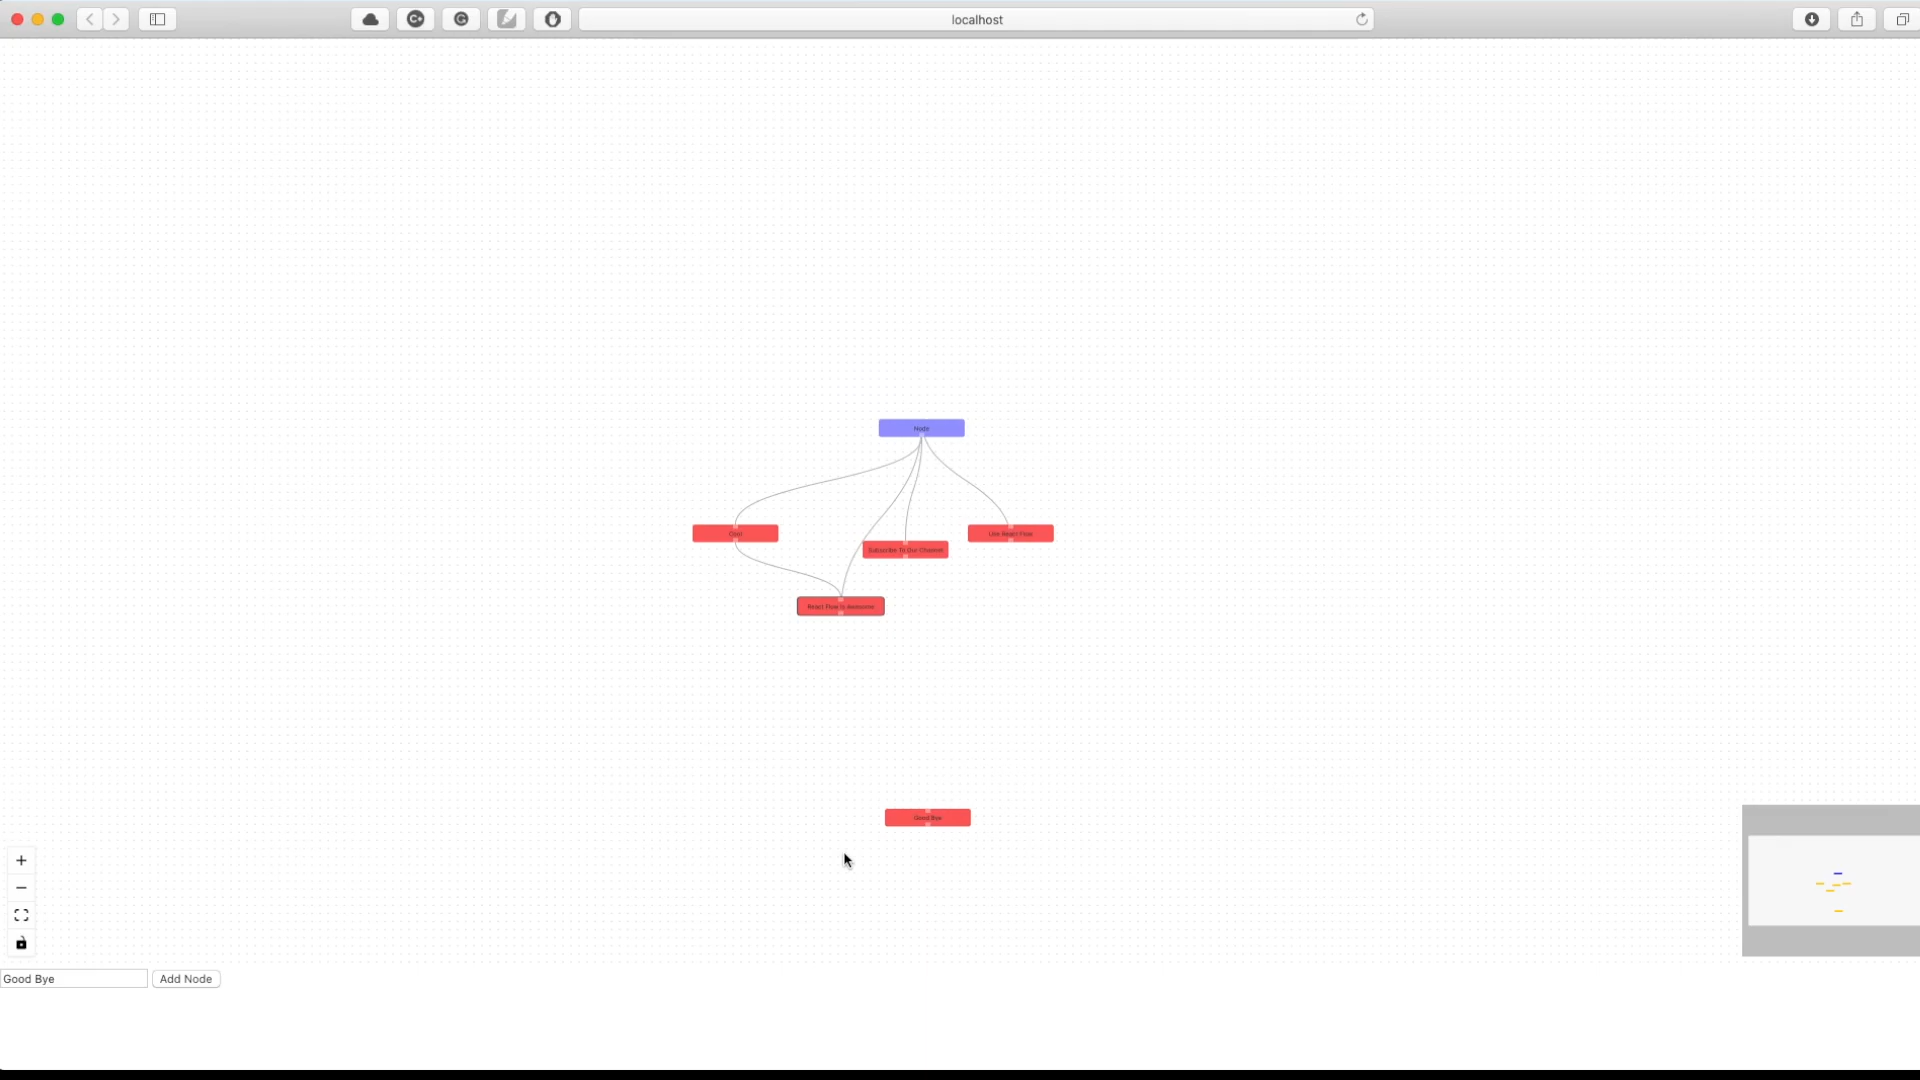 localhost
Node
Cool
Use React Flow
Subscribe To Our Channel
React Flow Is Awesome
Good Bye
Good Bye
Add Node